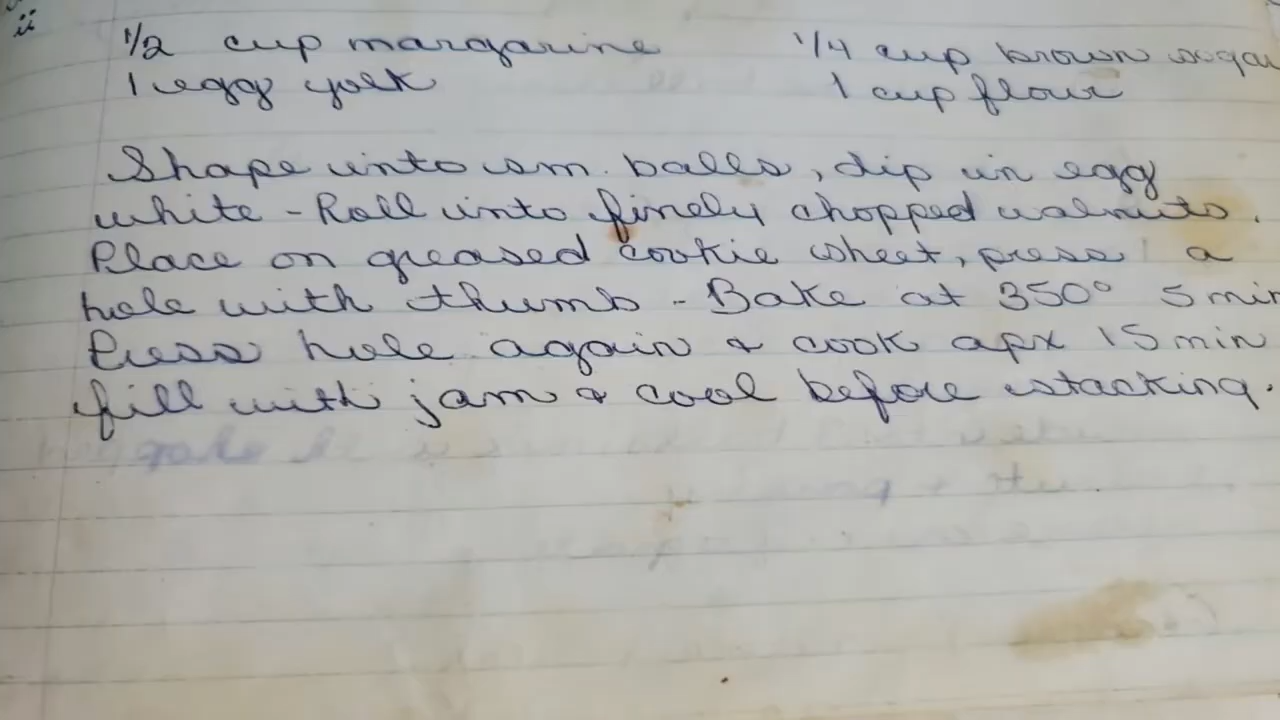 1/2 cup margarine 1/4 cup brown sugar
1 egg yolk 1 cup flour
Shape into sm. balls, dip in egg
white - Roll into finely chopped walnuts.
Place on greased cookie sheet, press a
hole with thumb - Bake at 350° 5 min
Press hole again & cook apx 15 min
fill with jam & cool before stacking.